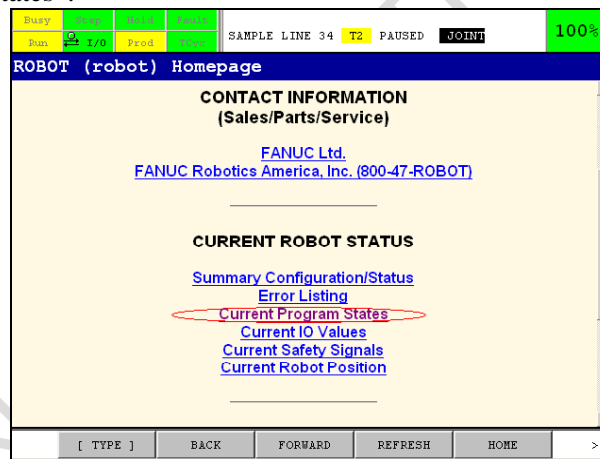 Busy Step Hold Fault
Run I/O Prod TCyc
SAMPLE LINE 34 T2 PAUSED JOINT
100%
ROBOT (robot) Homepage
CONTACT INFORMATION
(Sales/Parts/Service)
FANUC Ltd.
FANUC Robotics America, Inc. (800-47-ROBOT)
CURRENT ROBOT STATUS
Summary Configuration/Status
Error Listing
Current Program States
Current IO Values
Current Safety Signals
Current Robot Position
[ TYPE ] BACK FORWARD REFRESH HOME >